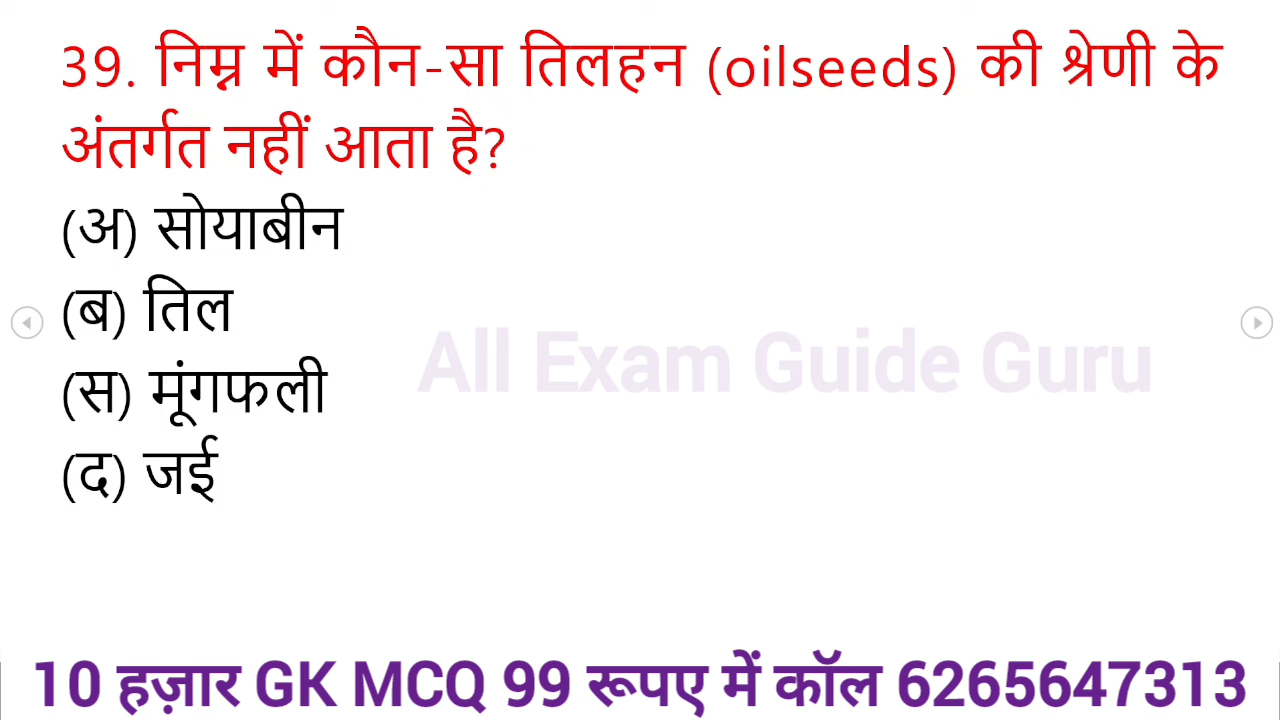 39. निम्न में कौन-सा तिलहन (oilseeds) की श्रेणी के
अंतर्गत नहीं आता है?
(अ) सोयाबीन
(ब) तिल
(स) मूंगफली
(द) जई
All Exam Guide Guru
10 हज़ार GK MCQ 99 रूपए में कॉल 6265647313